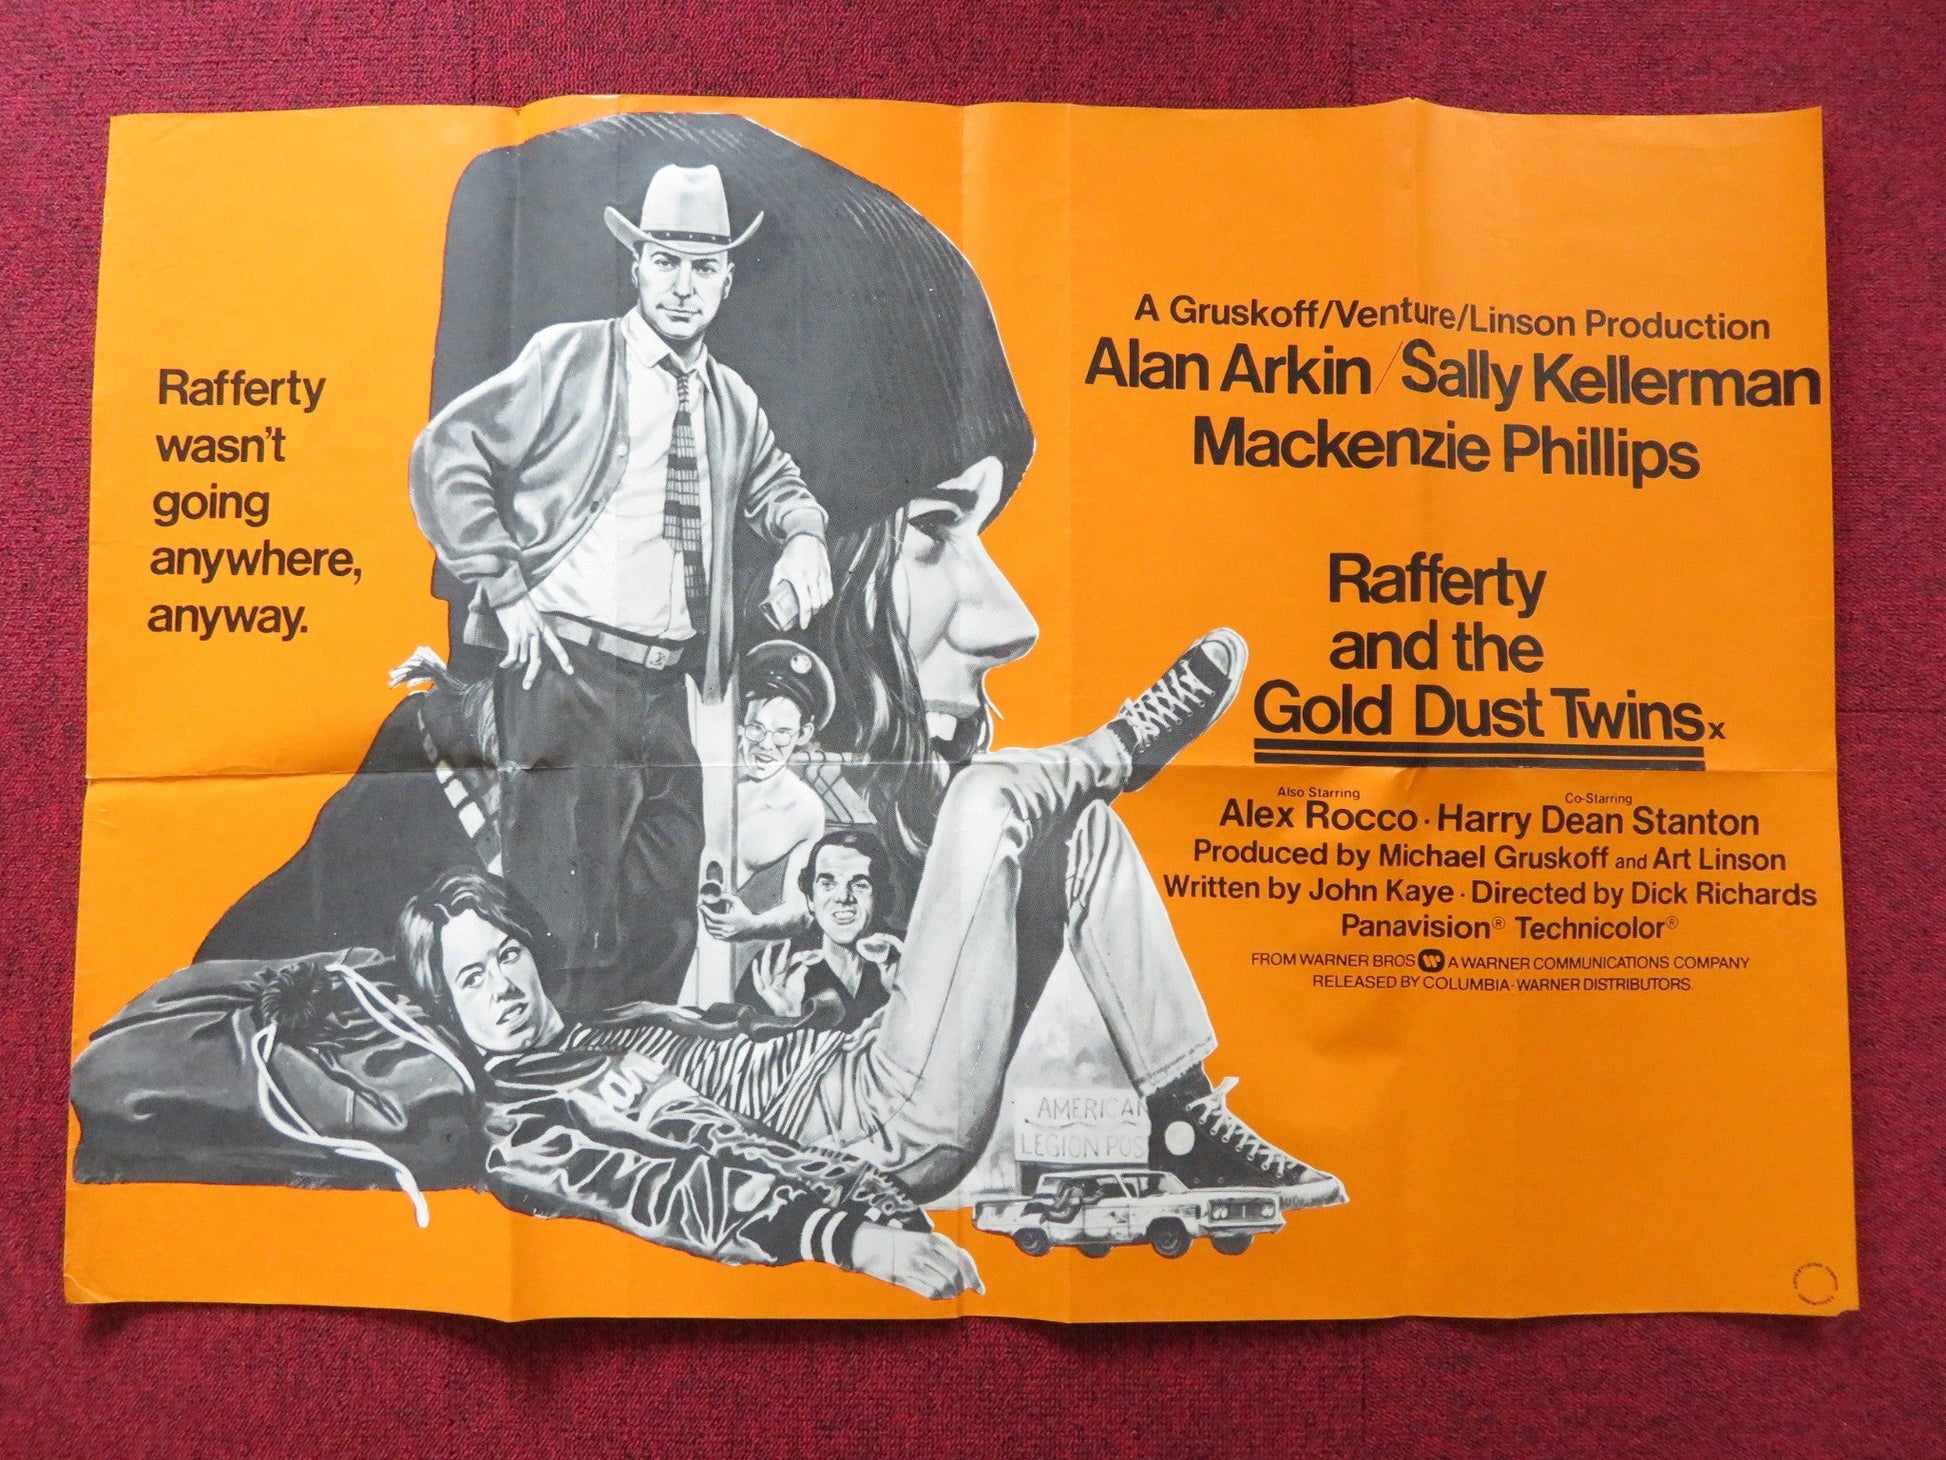 Rafferty
wasn't
going
anywhere,
anyway.
A Gruskoff/Venture/Linson Production
Alan Arkin/Sally Kellerman
Mackenzie Phillips
Rafferty
and the
Gold Dust Twins x
Also Starring Co-Starring
Alex Rocco · Harry Dean Stanton
Produced by Michael Gruskoff and Art Linson
Written by John Kaye · Directed by Dick Richards
Panavision® Technicolor®
FROM WARNER BROS W A WARNER COMMUNICATIONS COMPANY
RELEASED BY COLUMBIA-WARNER DISTRIBUTORS.
AMERICAN
LEGION POS